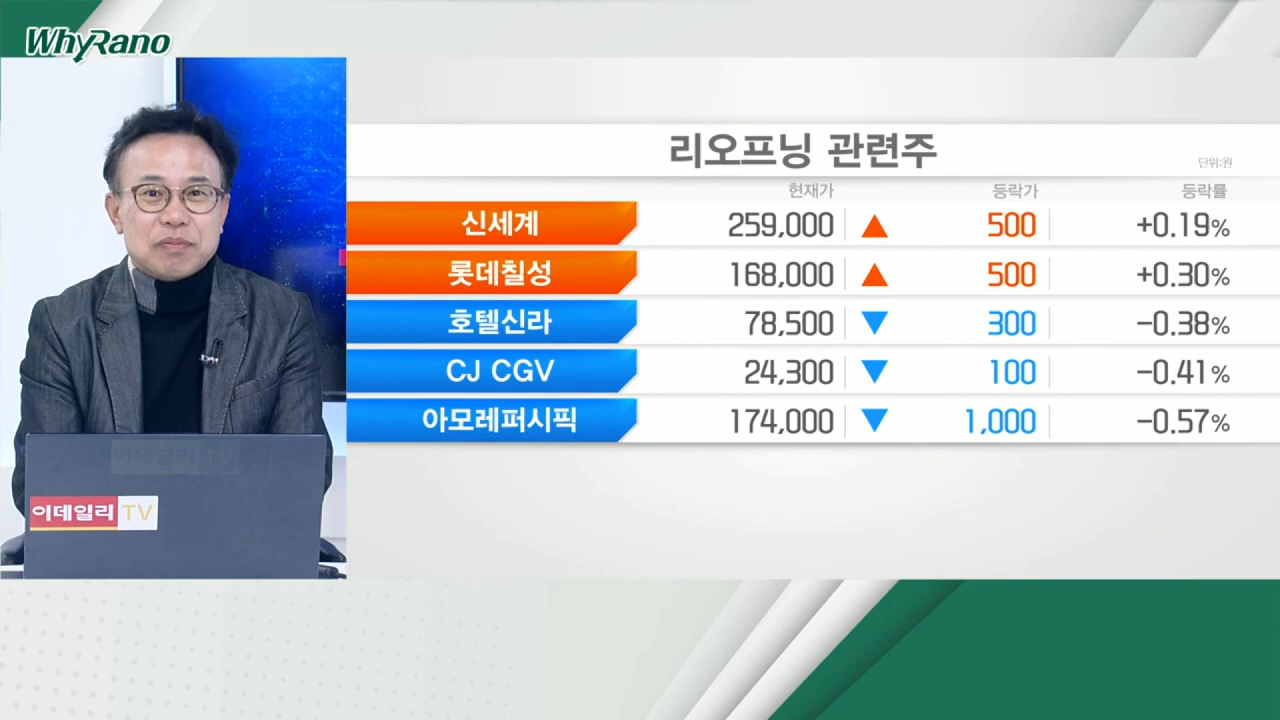 WhyRano
리오프닝 관련주
단위:원
현재가 등락가 등락률
신세계 259,000 ▲ 500 +0.19%
롯데칠성 168,000 ▲ 500 +0.30%
호텔신라 78,500 ▼ 300 -0.38%
CJ CGV 24,300 ▼ 100 -0.41%
아모레퍼시픽 174,000 ▼ 1,000 -0.57%
이데일리 TV